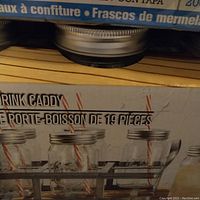 aux à confiture • Frascos de mermel
RINK CADDY
E PORTE-BOISSON DE 19 PIÈCES